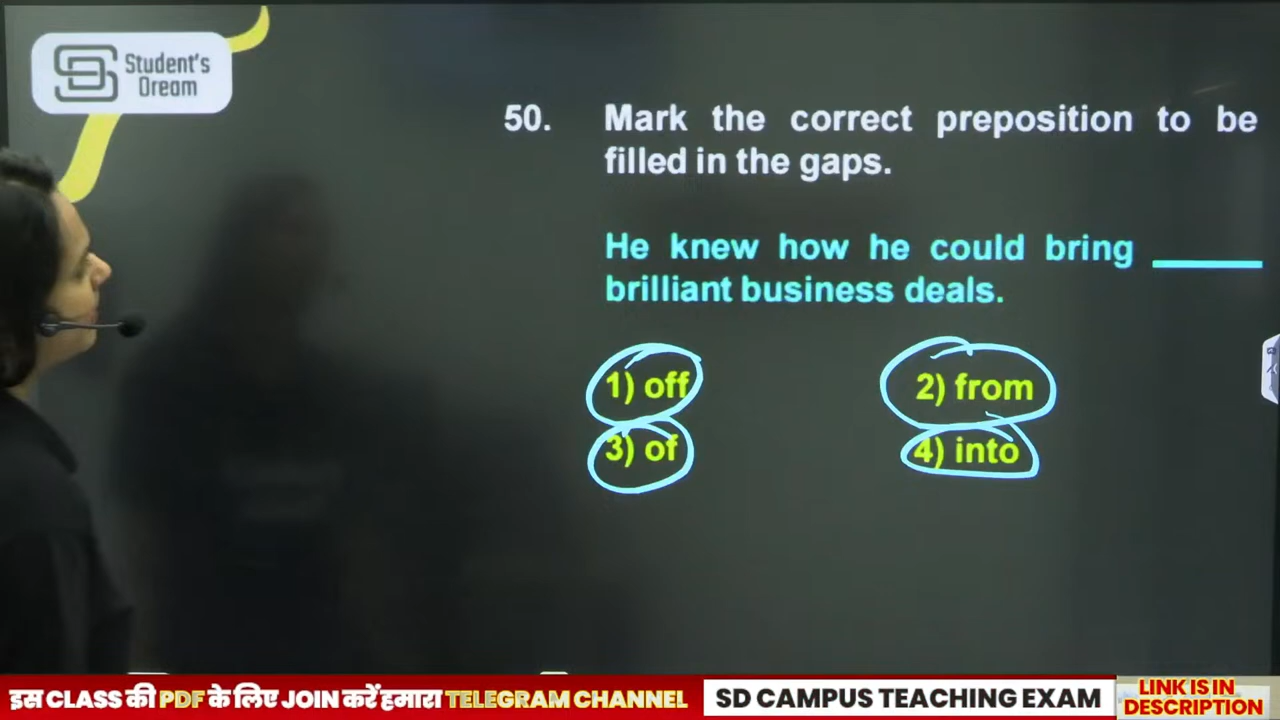 Student's
Dream
50. Mark the correct preposition to be
filled in the gaps.
He knew how he could bring ______
brilliant business deals.
1) off
2) from
3) of
4) into
इस CLASS की PDF के लिए JOIN करें हमारा TELEGRAM CHANNEL
SD CAMPUS TEACHING EXAM
LINK IS IN
DESCRIPTION